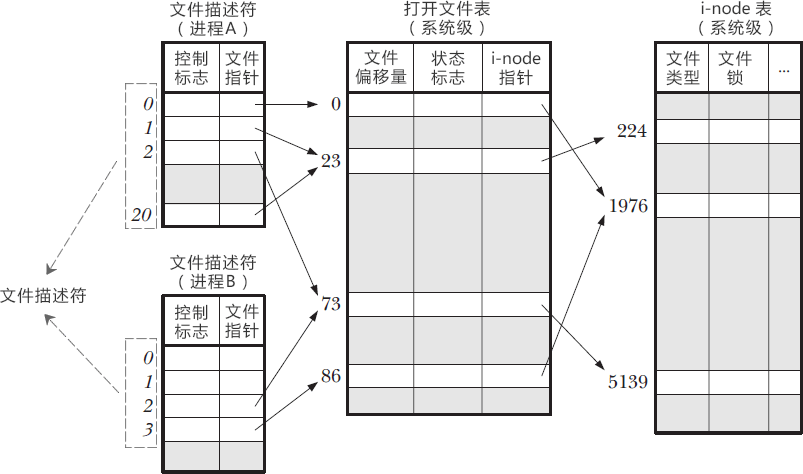 文件描述符
（进程A）
控制
标志
文件
指针
0
1
2
20
文件描述符
文件描述符
（进程B）
控制
标志
文件
指针
0
1
2
3
打开文件表
（系统级）
文件
偏移量
状态
标志
i-node
指针
0
23
73
86
i-node 表
（系统级）
文件
类型
文件
锁
...
224
1976
5139